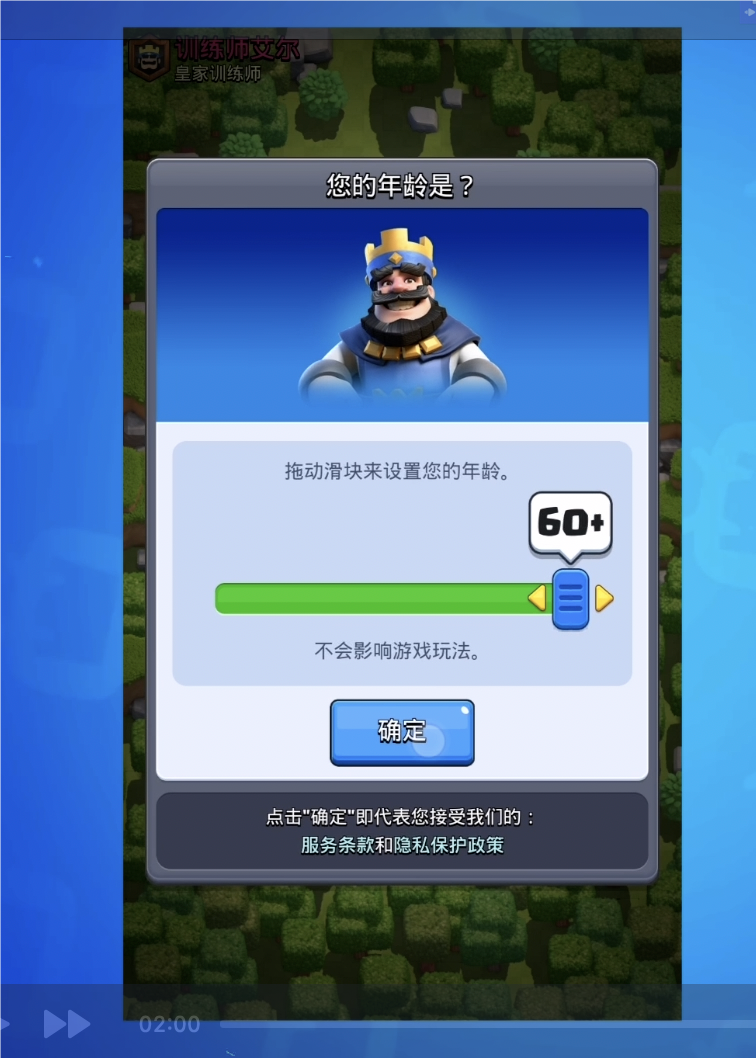 训练师艾尔
皇家训练师
您的年龄是？
拖动滑块来设置您的年龄。
60+
不会影响游戏玩法。
确定
点击"确定"即代表您接受我们的：
服务条款和隐私保护政策
02:00